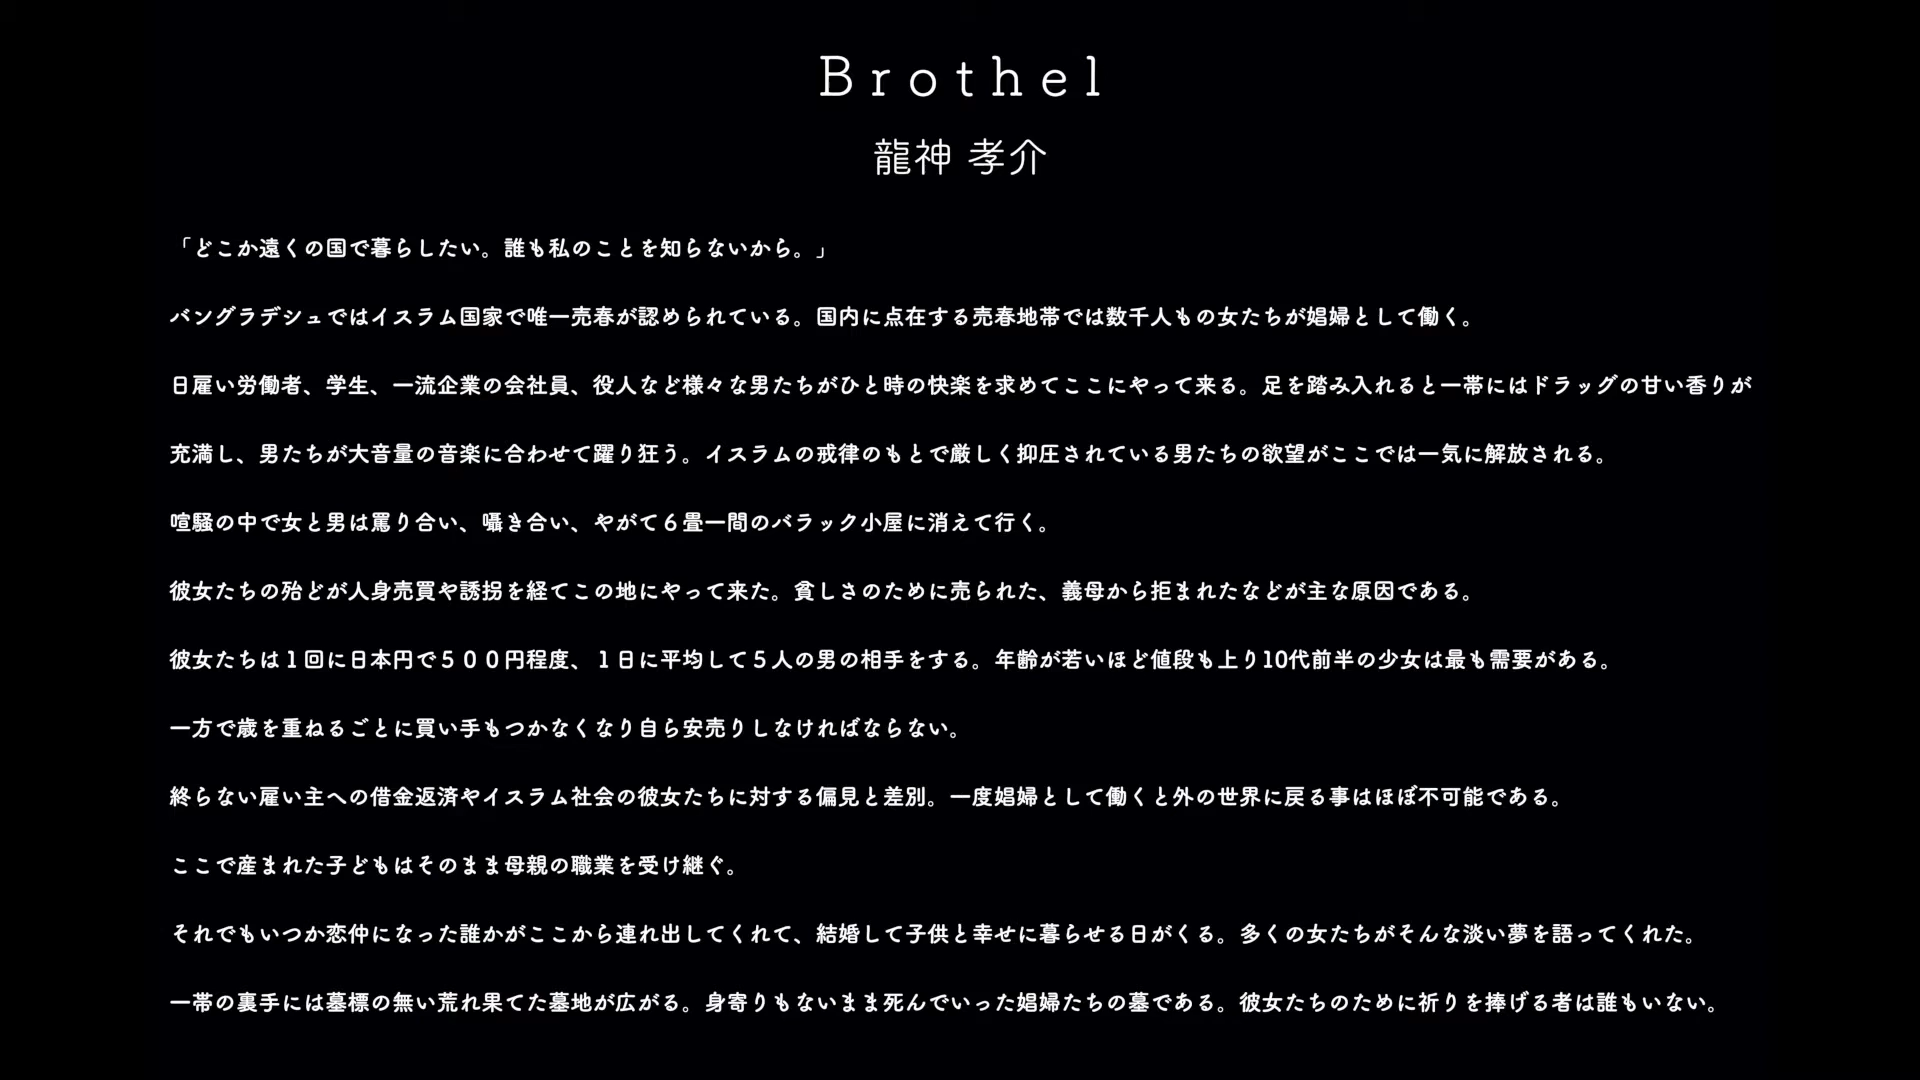 Brothel
龍神 孝介
「どこか遠くの国で暮らしたい。誰も私のことを知らないから。」
バングラデシュではイスラム国家で唯一売春が認められている。国内に点在する売春地帯では数千人もの女たちが娼婦として働く。
日雇い労働者、学生、一流企業の会社員、役人など様々な男たちがひと時の快楽を求めてここにやって来る。足を踏み入れると一帯にはドラッグの甘い香りが
充満し、男たちが大音量の音楽に合わせて躍り狂う。イスラムの戒律のもとで厳しく抑圧されている男たちの欲望がここでは一気に解放される。
喧騒の中で女と男は罵り合い、囁き合い、やがて６畳一間のバラック小屋に消えて行く。
彼女たちの殆どが人身売買や誘拐を経てこの地にやって来た。貧しさのために売られた、義母から拒まれたなどが主な原因である。
彼女たちは１回に日本円で５００円程度、１日に平均して５人の男の相手をする。年齢が若いほど値段も上り10代前半の少女は最も需要がある。
一方で歳を重ねるごとに買い手もつかなくなり自ら安売りしなければならない。
終らない雇い主への借金返済やイスラム社会の彼女たちに対する偏見と差別。一度娼婦として働くと外の世界に戻る事はほぼ不可能である。
ここで産まれた子どもはそのまま母親の職業を受け継ぐ。
それでもいつか恋仲になった誰かがここから連れ出してくれて、結婚して子供と幸せに暮らせる日がくる。多くの女たちがそんな淡い夢を語ってくれた。
一帯の裏手には墓標の無い荒れ果てた墓地が広がる。身寄りもないまま死んでいった娼婦たちの墓である。彼女たちのために祈りを捧げる者は誰もいない。